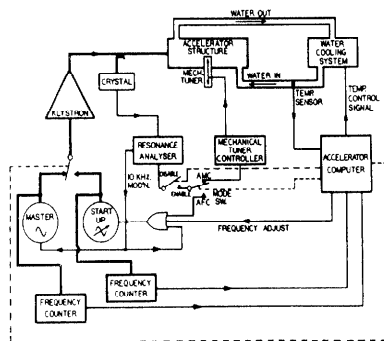 WATER OUT
ACCELERATOR
STRUCTURE
WATER
COOLING
SYSTEM
MECH.
TUNER
WATER IN
CRYSTAL
KLYSTRON
TEMP.
SENSOR
TEMP.
CONTROL
SIGNAL
RESONANCE
ANALYSER
MECHANICAL
TUNER
CONTROLLER
ACCELERATOR
COMPUTER
10 KHZ.
MOD'N.
DISABLE
ENABLE
AMC
MODE
SW.
AFC
MASTER
START
UP
FREQUENCY ADJUST
FREQUENCY
COUNTER
FREQUENCY
COUNTER